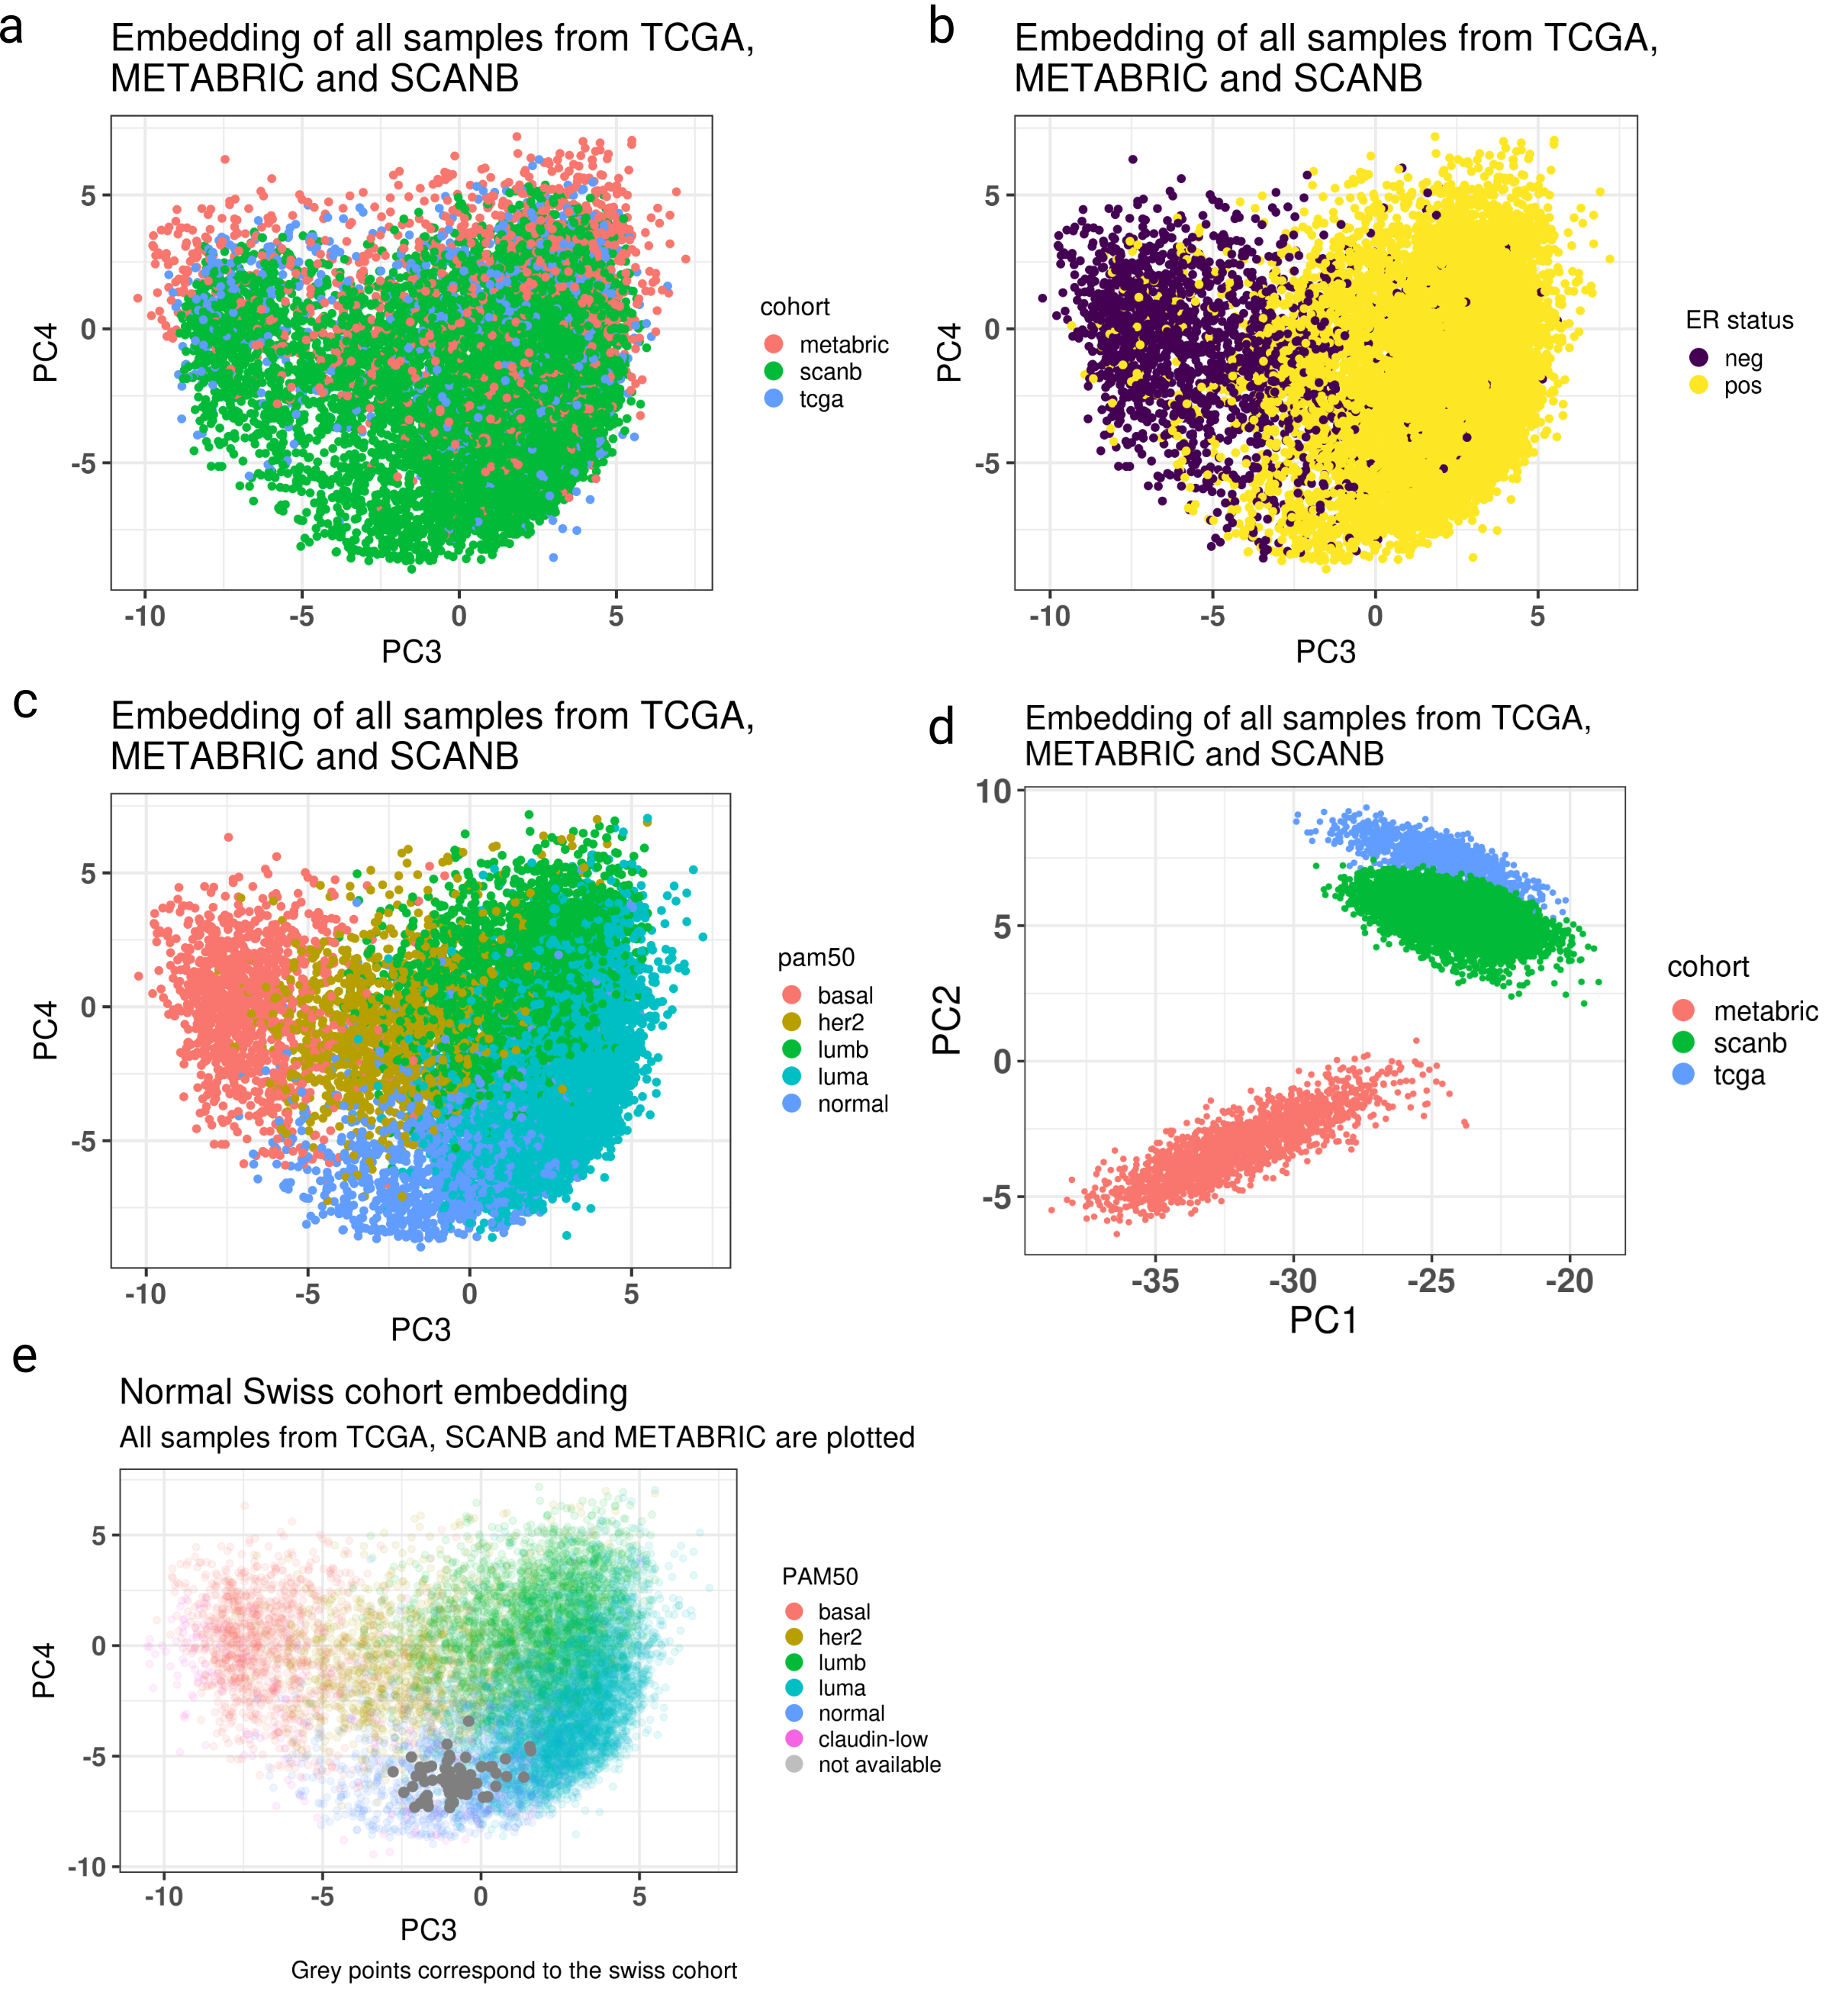 a
Embedding of all samples from TCGA,
METABRIC and SCANB
5
0
-5
-10
-5
0
5
PC4
PC3
cohort
metabric
scanb
tcga
b
Embedding of all samples from TCGA,
METABRIC and SCANB
5
0
-5
-10
-5
0
5
PC4
PC3
ER status
neg
pos
c
Embedding of all samples from TCGA,
METABRIC and SCANB
5
0
-5
-10
-5
0
5
PC4
PC3
pam50
basal
her2
lumb
luma
normal
d
Embedding of all samples from TCGA,
METABRIC and SCANB
10
5
0
-5
-35
-30
-25
-20
PC2
PC1
cohort
metabric
scanb
tcga
e
Normal Swiss cohort embedding
All samples from TCGA, SCANB and METABRIC are plotted
5
0
-5
-10
-10
-5
0
5
PC4
PC3
PAM50
basal
her2
lumb
luma
normal
claudin-low
not available
Grey points correspond to the swiss cohort